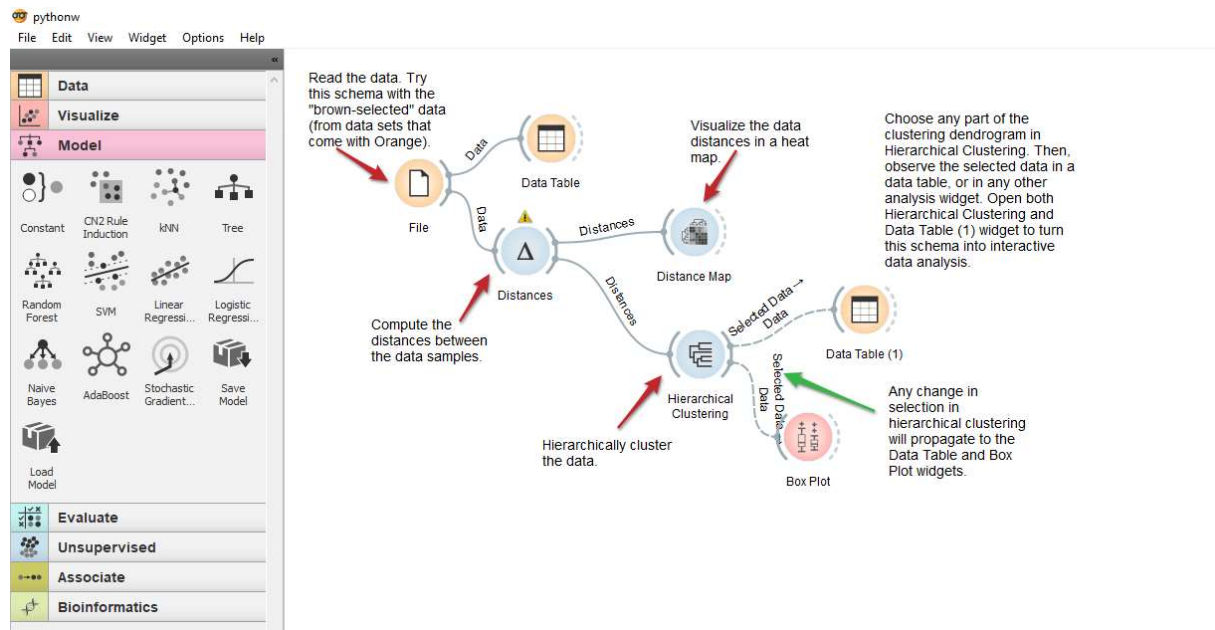 pythonw
File Edit View Widget Options Help
«
Data
Visualize
Model
Constant
CN2 Rule
Induction
kNN
Tree
Random
Forest
SVM
Linear
Regressi...
Logistic
Regressi...
Naive
Bayes
AdaBoost
Stochastic
Gradient...
Save
Model
Load
Model
Evaluate
Unsupervised
Associate
Bioinformatics
Read the data. Try
this schema with the
"brown-selected" data
(from data sets that
come with Orange).
File
Data
Data Table
Data
Distances
Compute the
distances between
the data samples.
Distances
Visualize the data
distances in a heat
map.
Distance Map
Distances
Hierarchical
Clustering
Hierarchically cluster
the data.
Choose any part of the
clustering dendrogram in
Hierarchical Clustering. Then,
observe the selected data in a
data table, or in any other
analysis widget. Open both
Hierarchical Clustering and
Data Table (1) widget to turn
this schema into interactive
data analysis.
Selected Data →
Data
Data Table (1)
Selected Data →
Data
Box Plot
Any change in
selection in
hierarchical clustering
will propagate to the
Data Table and Box
Plot widgets.